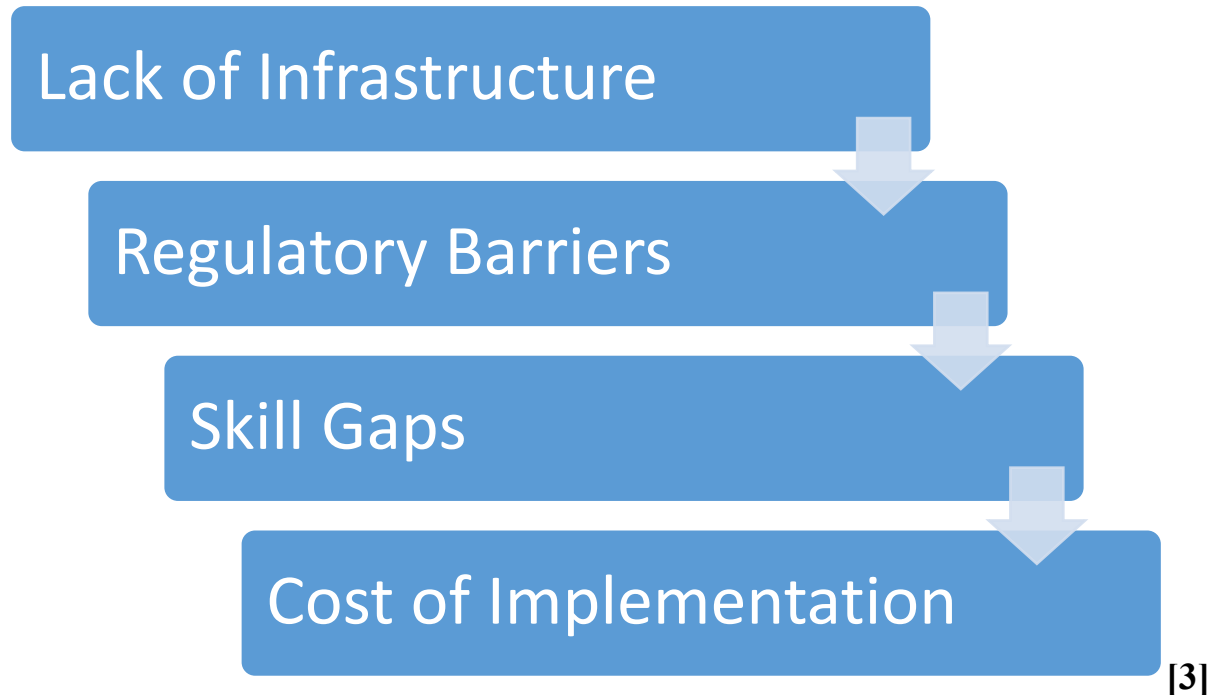 Lack of Infrastructure
Regulatory Barriers
Skill Gaps
Cost of Implementation
[3]